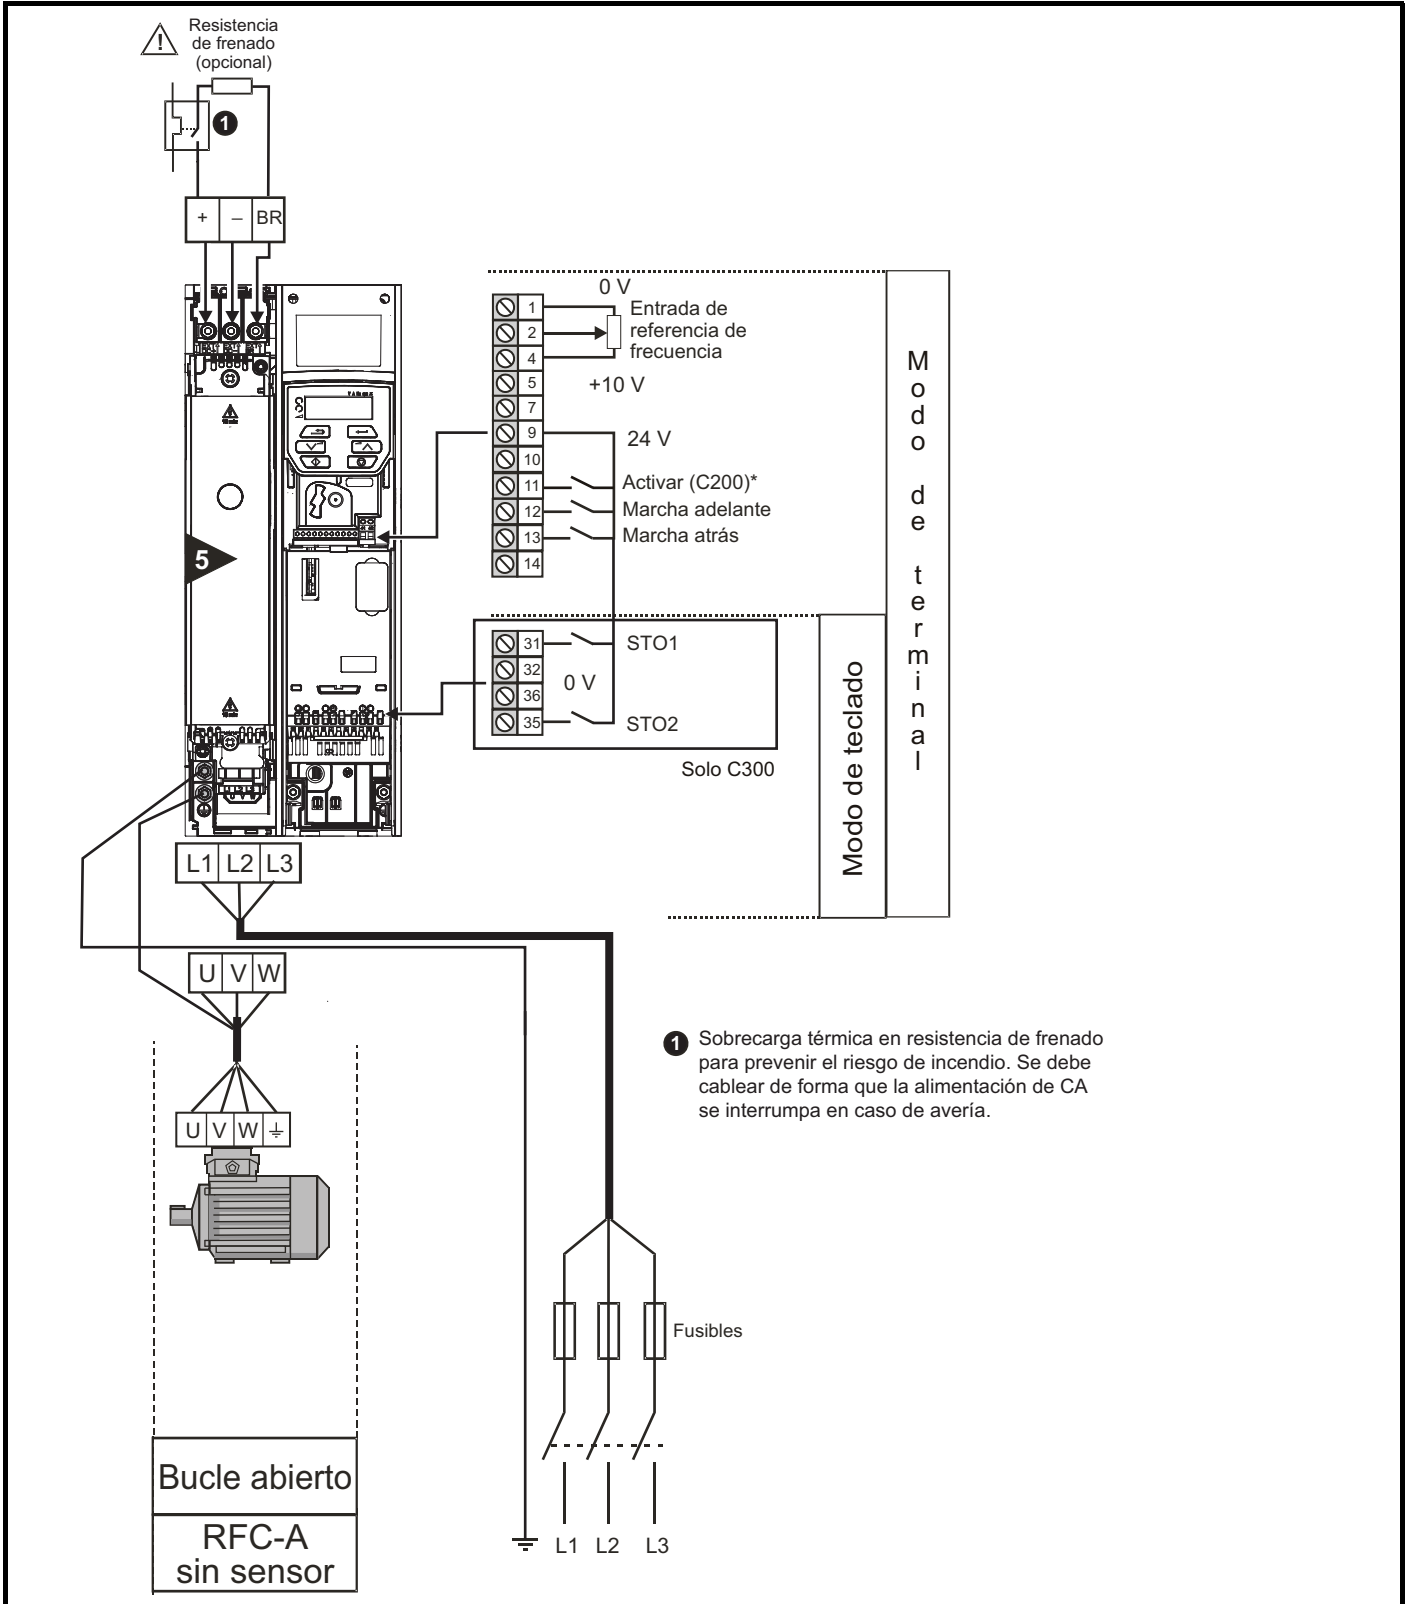 Resistencia
de frenado
(opcional)
1
+ – BR
0 V
1
Entrada de
2
referencia de
frecuencia
4
5
+10 V
7
9
24 V
10
11
Activar (C200)*
12
Marcha adelante
13
Marcha atrás
14
5
31
STO1
32
0 V
36
35
STO2
Solo C300
Modo de teclado
Modo de terminal
L1 L2 L3
U V W
1 Sobrecarga térmica en resistencia de frenado
para prevenir el riesgo de incendio. Se debe
cablear de forma que la alimentación de CA
se interrumpa en caso de avería.
U V W
Fusibles
Bucle abierto
RFC-A
sin sensor
L1 L2 L3